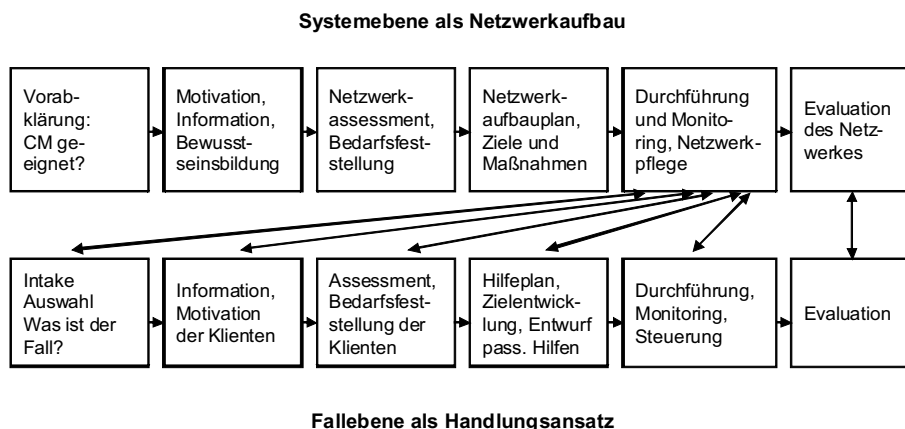 Systemebene als Netzwerkaufbau
Vorab-
klärung:
CM ge-
eignet?
Motivation,
Information,
Bewusst-
seinsbildung
Netzwerk-
assessment,
Bedarfsfest-
stellung
Netzwerk-
aufbauplan,
Ziele und
Maßnahmen
Durchführung
und Monito-
ring, Netzwerk-
pflege
Evaluation
des Netz-
werkes
Intake
Auswahl
Was ist der
Fall?
Information,
Motivation
der Klienten
Assessment,
Bedarfsfest-
stellung der
Klienten
Hilfeplan,
Zielentwick-
lung, Entwurf
pass. Hilfen
Durchführung,
Monitoring,
Steuerung
Evaluation
Fallebene als Handlungsansatz